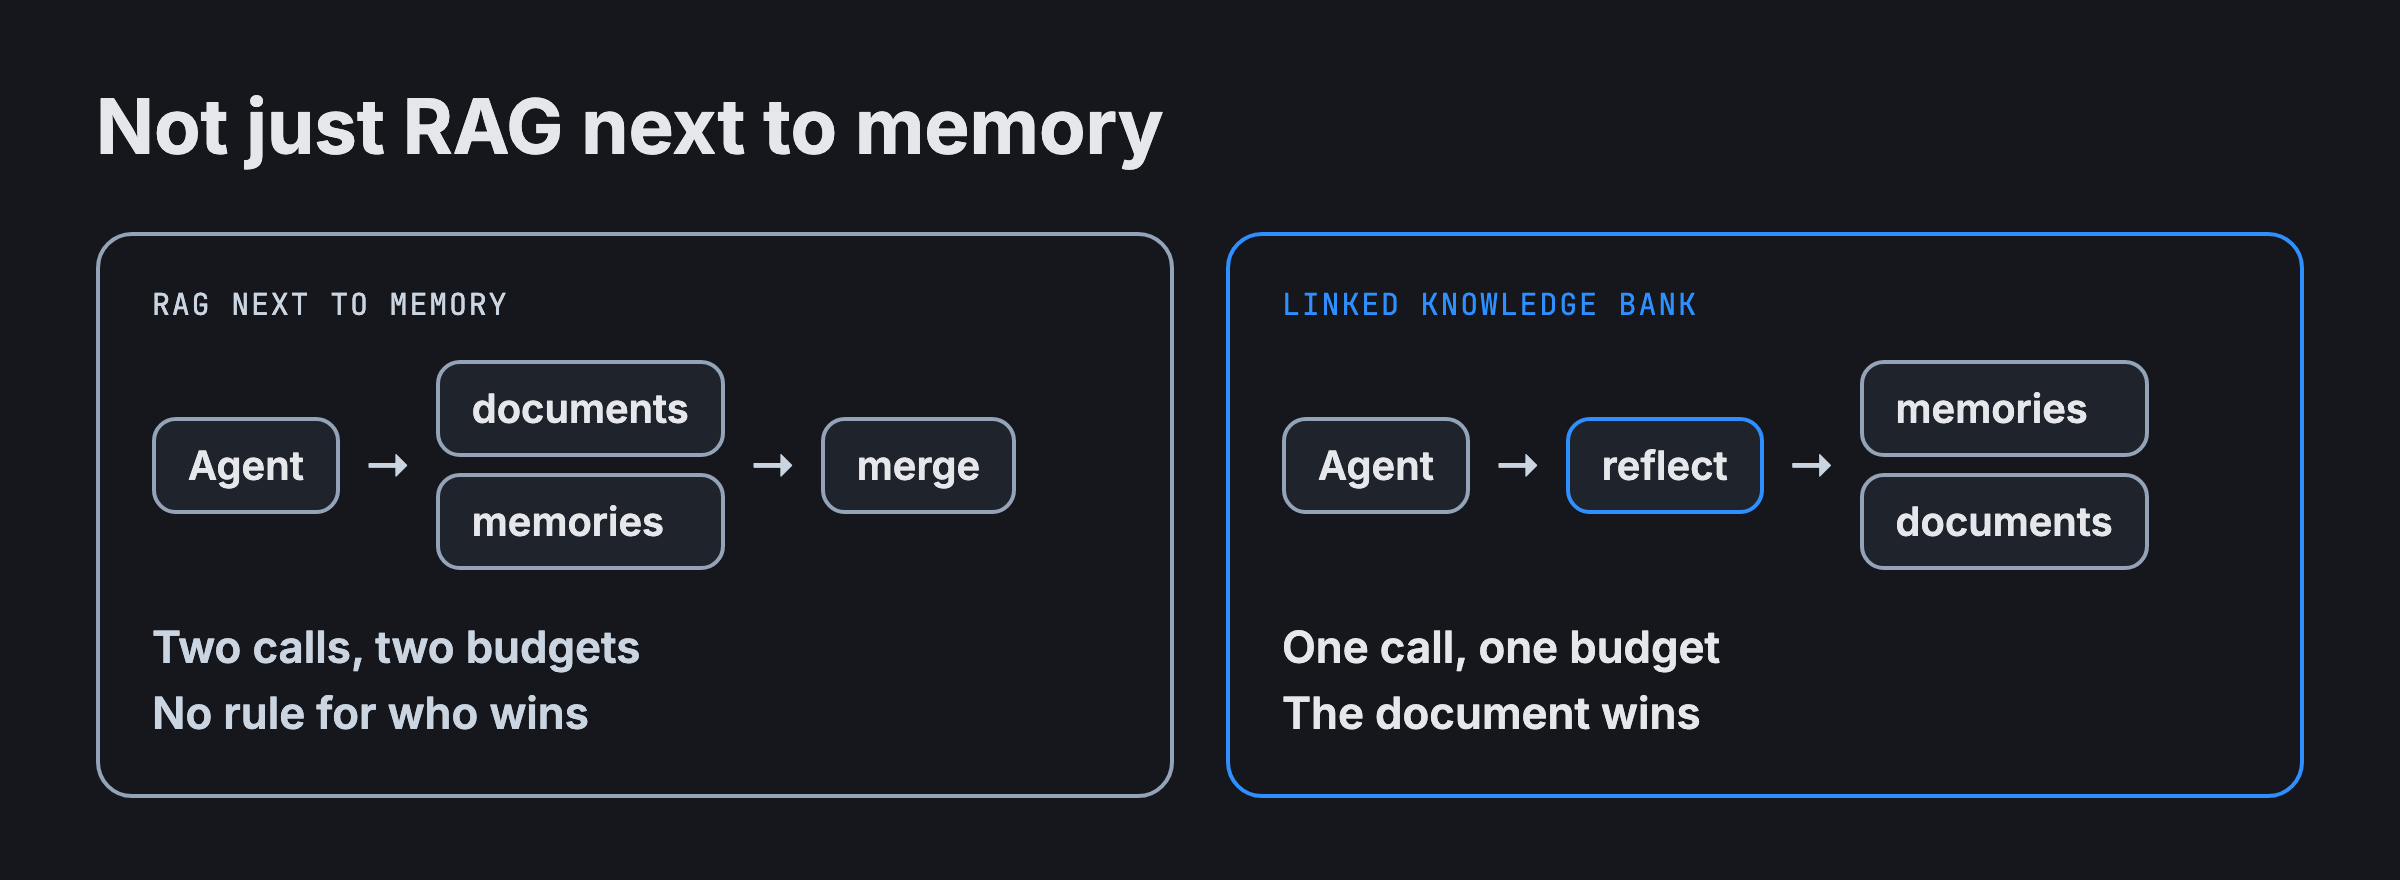 Not just RAG next to memory
RAG NEXT TO MEMORY
Agent
→
documents
memories
→
merge
Two calls, two budgets
No rule for who wins
LINKED KNOWLEDGE BANK
Agent
→
reflect
→
memories
documents
One call, one budget
The document wins